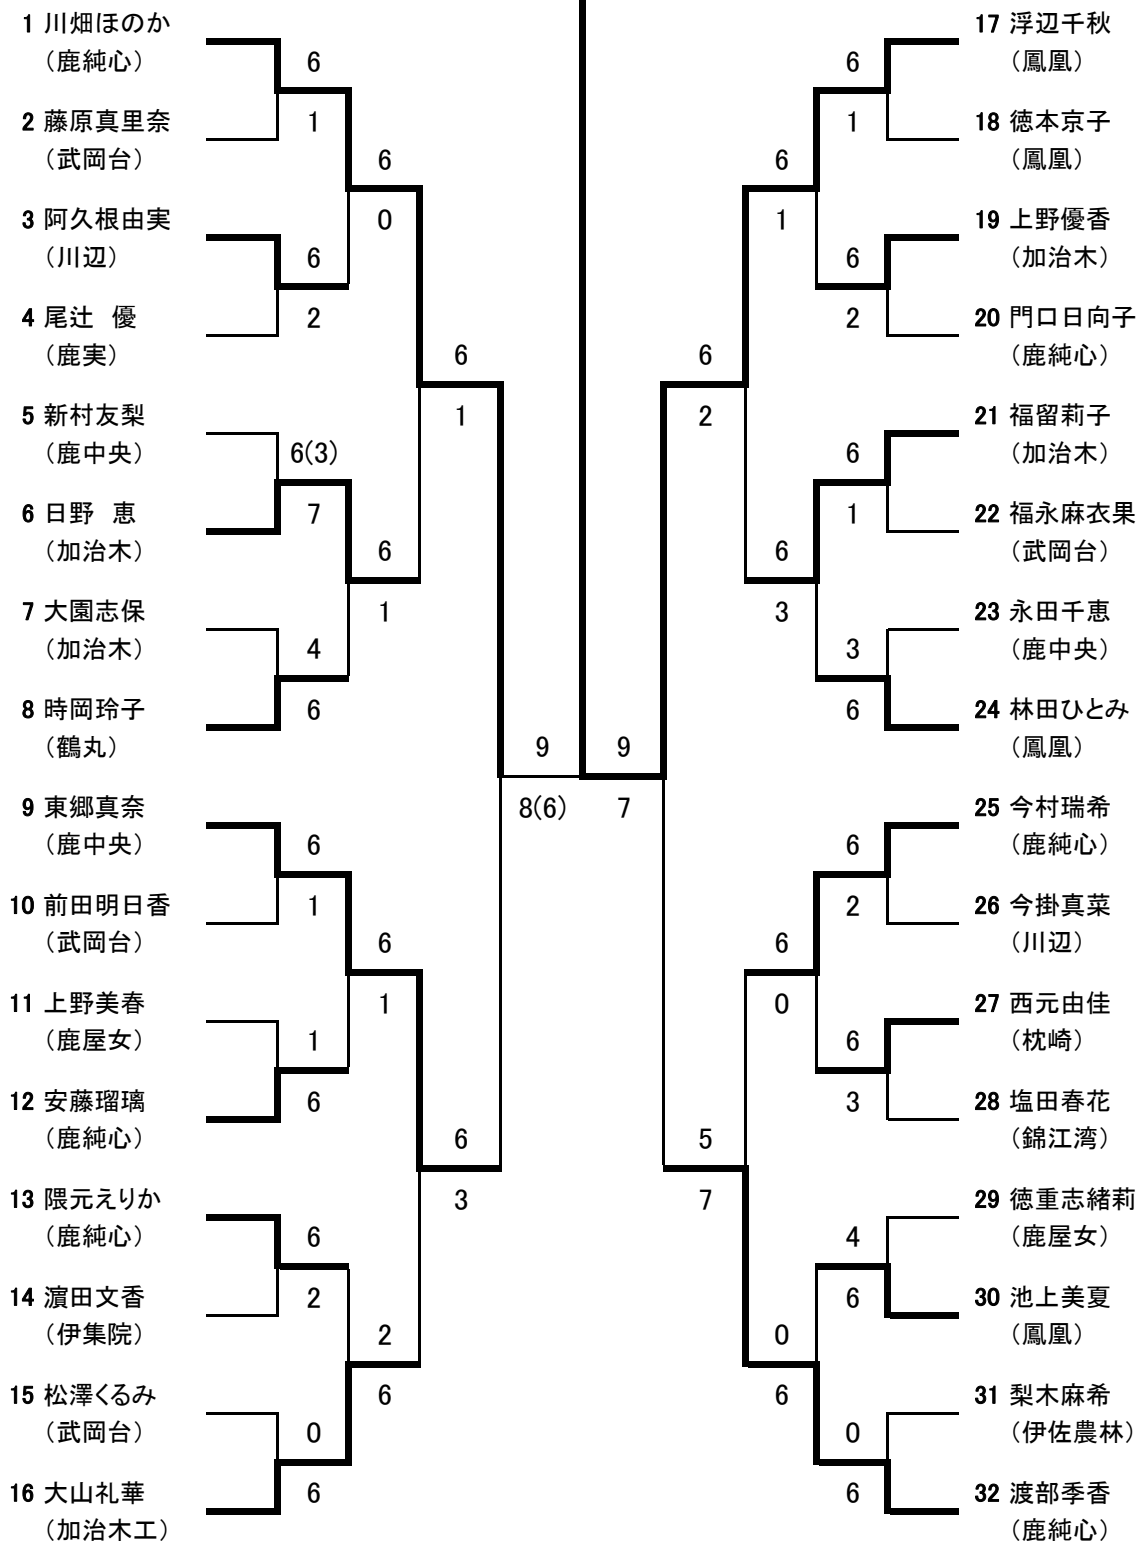 1 川畑ほのか
（鹿純心）
2 藤原真里奈
（武岡台）
3 阿久根由実
（川辺）
4 尾辻　優
（鹿実）
5 新村友梨
（鹿中央）
6 日野　恵
（加治木）
7 大園志保
（加治木）
8 時岡玲子
（鶴丸）
9 東郷真奈
（鹿中央）
10 前田明日香
（武岡台）
11 上野美春
（鹿屋女）
12 安藤瑠璃
（鹿純心）
13 隈元えりか
（鹿純心）
14 濵田文香
（伊集院）
15 松澤くるみ
（武岡台）
16 大山礼華
（加治木工）
6
1
6
2
6(3)
7
4
6
6
1
1
6
6
2
0
6
6
0
6
1
6
1
2
6
6
1
6
3
9
8(6)
9
7
6
2
5
7
6
1
6
3
6
0
0
6
6
1
6
2
6
1
3
6
6
2
6
3
4
6
0
6
17 浮辺千秋
（鳳凰）
18 徳本京子
（鳳凰）
19 上野優香
（加治木）
20 門口日向子
（鹿純心）
21 福留莉子
（加治木）
22 福永麻衣果
（武岡台）
23 永田千恵
（鹿中央）
24 林田ひとみ
（鳳凰）
25 今村瑞希
（鹿純心）
26 今掛真菜
（川辺）
27 西元由佳
（枕崎）
28 塩田春花
（錦江湾）
29 徳重志緒莉
（鹿屋女）
30 池上美夏
（鳳凰）
31 梨木麻希
（伊佐農林）
32 渡部季香
（鹿純心）